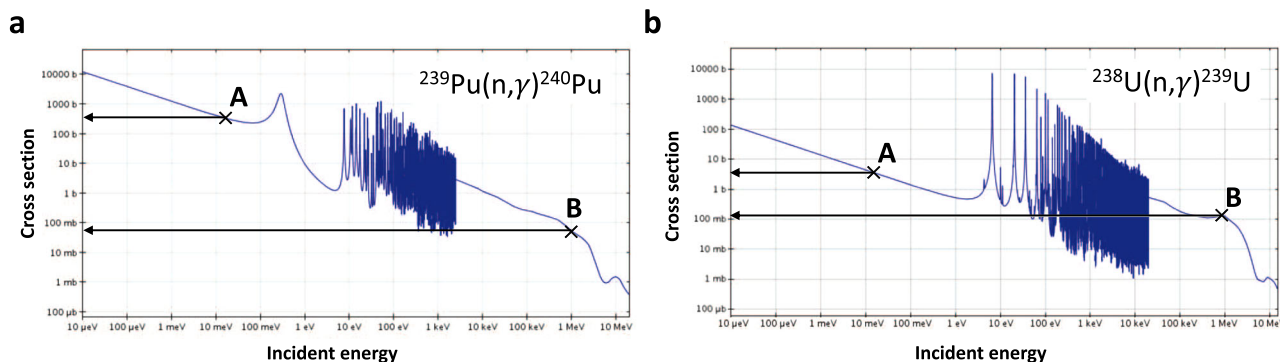 a
²³⁹Pu(n,γ)²⁴⁰Pu
Cross section
10000 b
1000 b
100 b
10 b
1 b
100 mb
10 mb
1 mb
100 μb
A
B
10 μeV 100 μeV 1 meV 10 meV 100 meV 1 eV 10 eV 100 eV 1 keV 10 keV 100 keV 1 MeV 10 MeV
Incident energy
b
²³⁸U(n,γ)²³⁹U
Cross section
10000 b
1000 b
100 b
10 b
1 b
100 mb
10 mb
1 mb
100 μb
A
B
10 μeV 100 μeV 1 meV 10 meV 100 meV 1 eV 10 eV 100 eV 1 keV 10 keV 100 keV 1 MeV 10 MeV
Incident energy